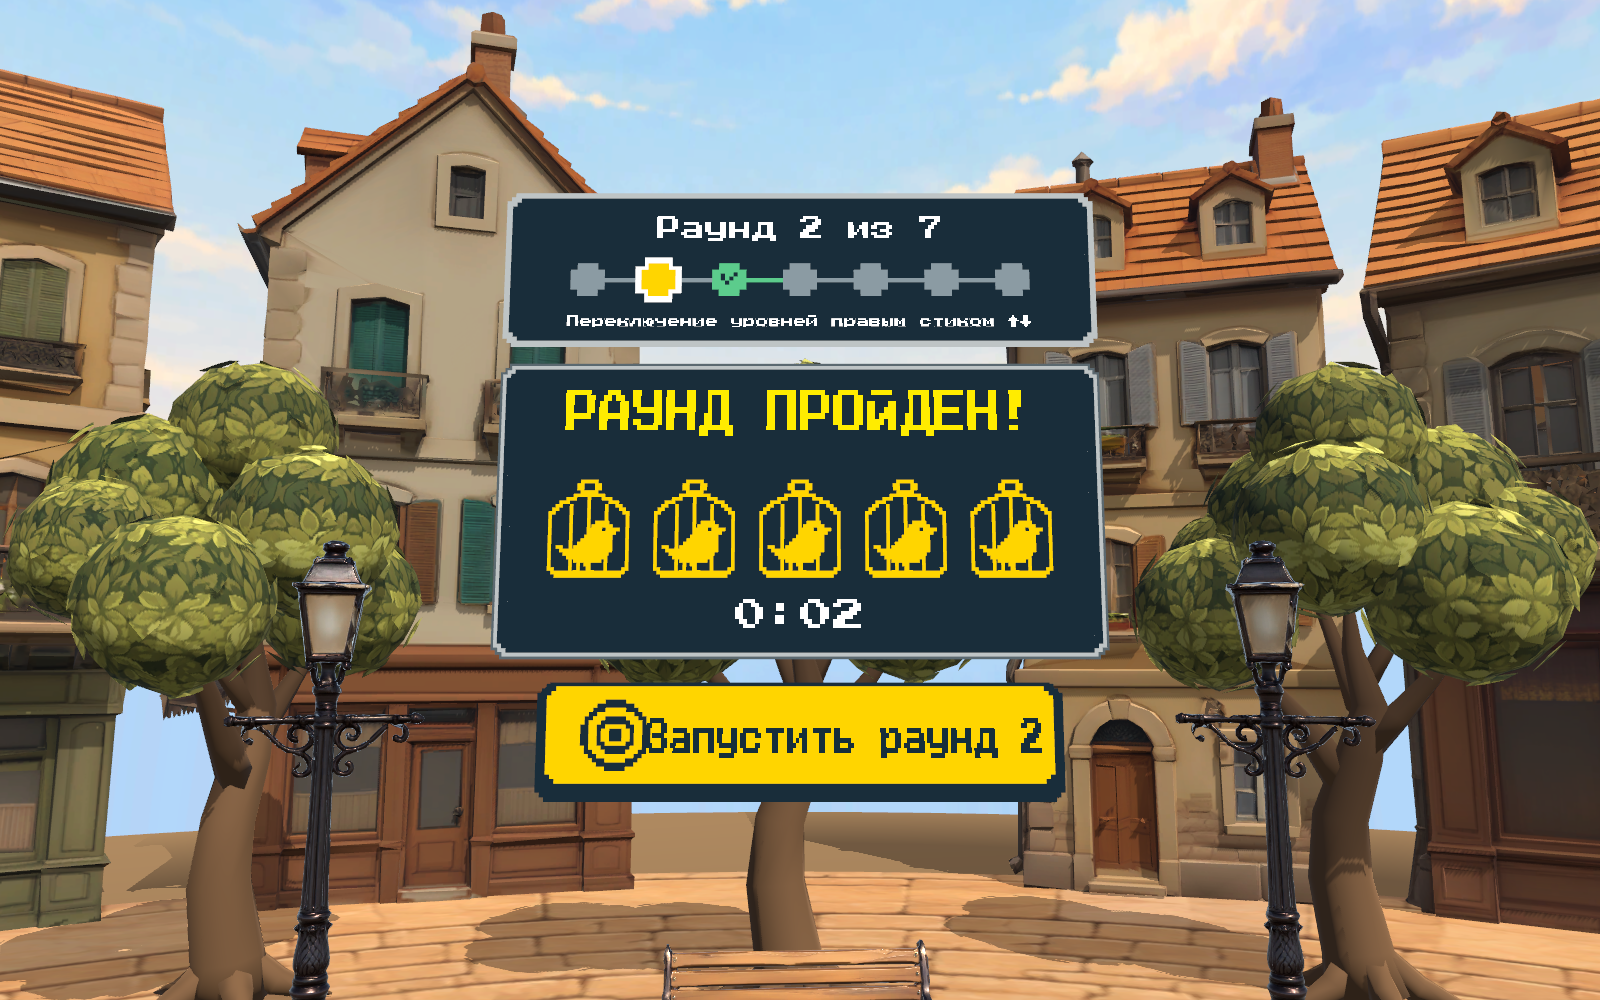 Раунд 2 из 7
Переключение уровней правым стиком ↑↓
РАУНД ПРОЙДЕН!
0:02
Запустить раунд 2